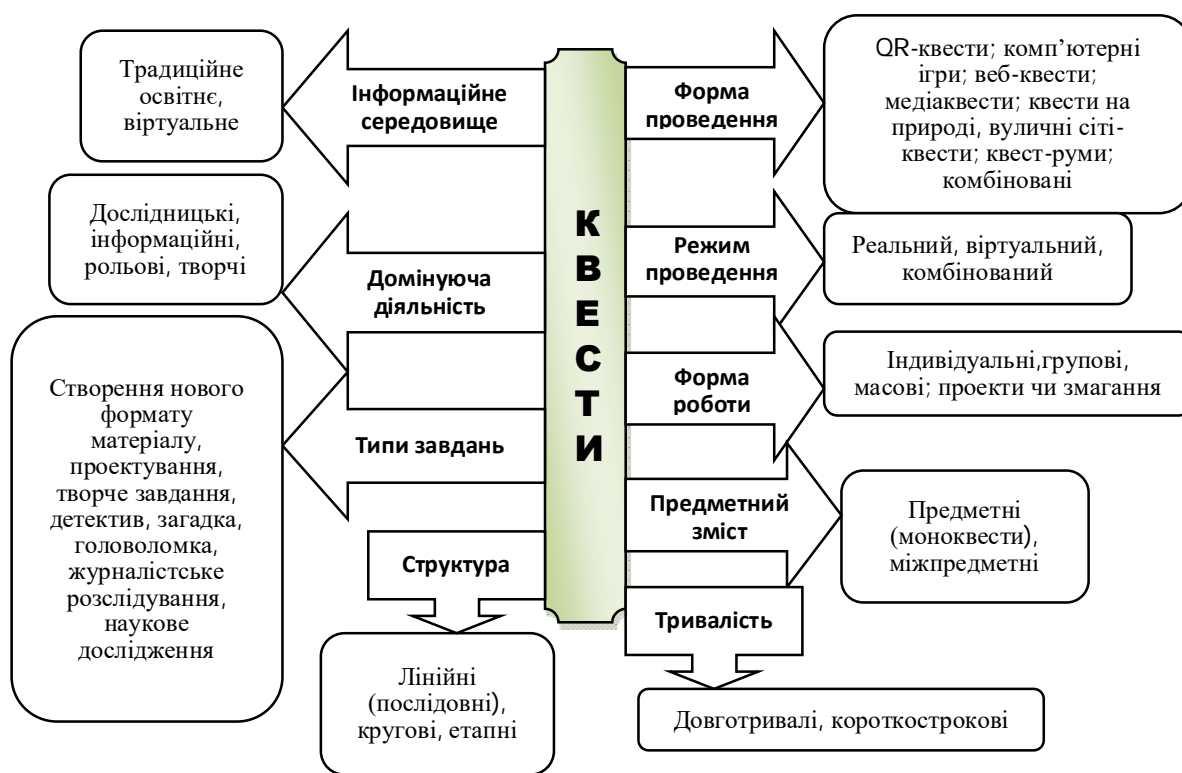 Традиційне
освітнє,
віртуальне
Інформаційне
середовище
Дослідницькі,
інформаційні,
рольові, творчі
Домінуюча
діяльність
Створення нового
формату
матеріалу,
проектування,
творче завдання,
детектив, загадка,
головоломка,
журналістське
розслідування,
наукове
дослідження
Типи завдань
Структура
Лінійні
(послідовні),
кругові, етапні
К
В
Е
С
Т
И
Форма
проведення
QR-квести; комп’ютерні
ігри; веб-квести;
медіаквести; квести на
природі, вуличні сіті-
квести; квест-руми;
комбіновані
Режим
проведення
Реальний, віртуальний,
комбінований
Форма
роботи
Індивідуальні,групові,
масові; проекти чи змагання
Предметний
зміст
Предметні
(моноквести),
міжпредметні
Тривалість
Довготривалі, короткострокові